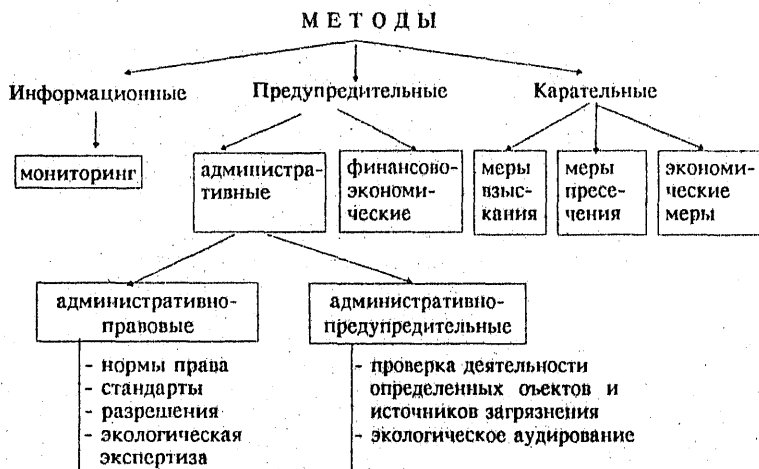 МЕТОДЫ
Информационные Предупредительные Карательные
мониторинг
администра-
тивные
финансово-
экономи-
ческие
меры
взыс-
кания
меры
пресе-
чения
экономи-
ческие
меры
административно-
правовые
административно-
предупредительные
- нормы права
- стандарты
- разрешения
- экологическая
экспертиза
- проверка деятельности
определенных оъектов и
источников загрязнения
- экологическое аудирование